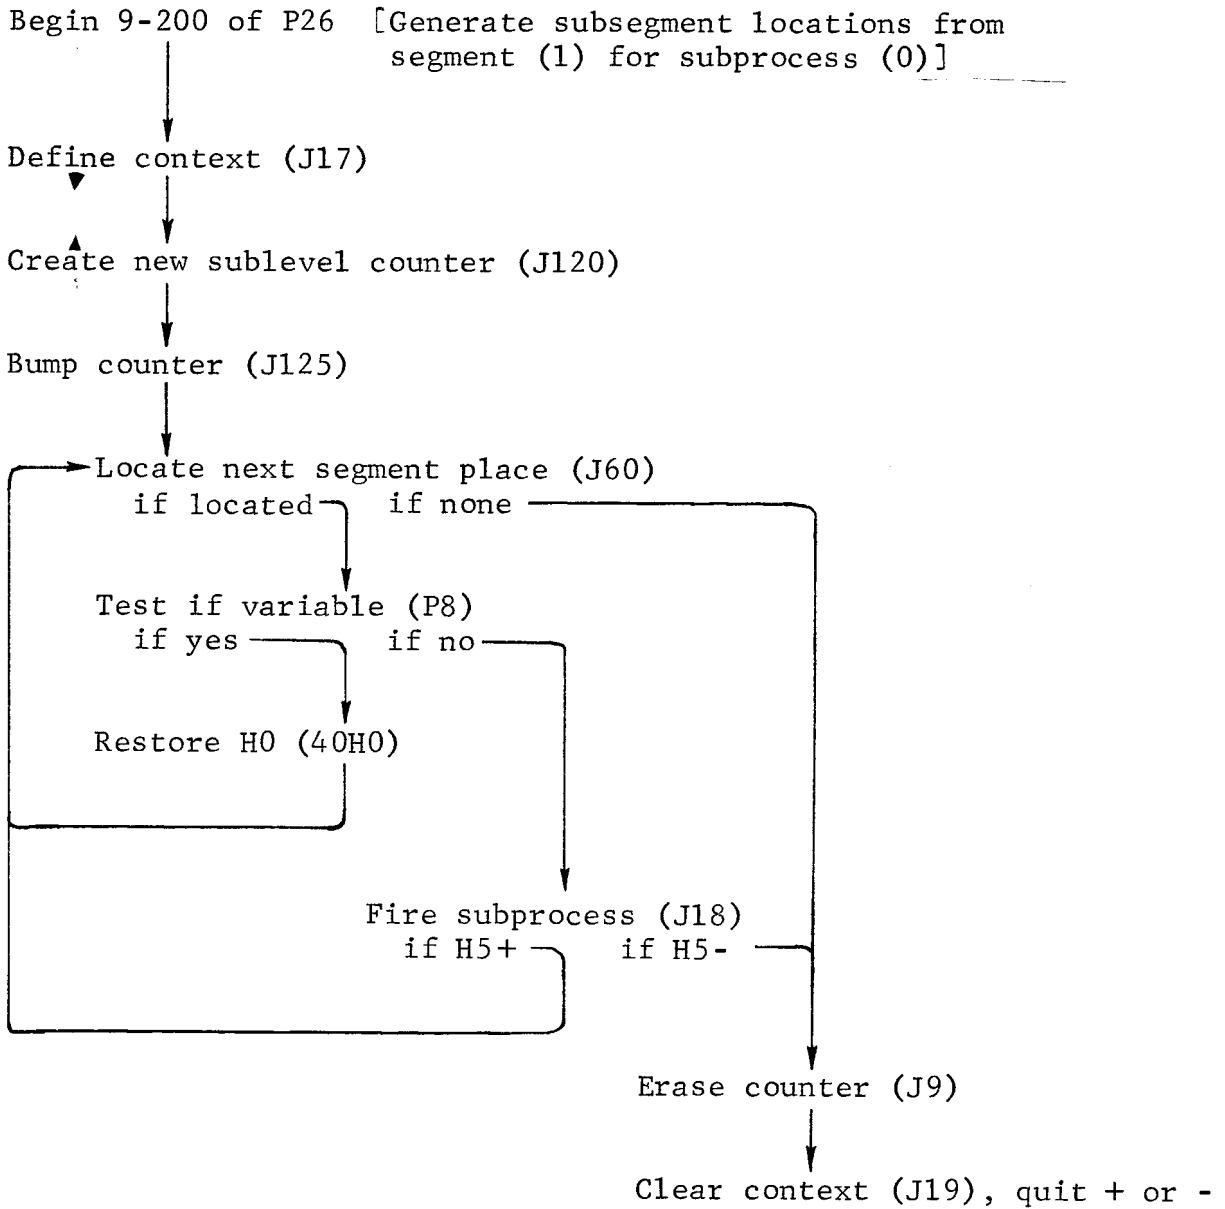 Begin 9-200 of P26 [Generate subsegment locations from
segment (1) for subprocess (0)]
Define context (J17)
Create new sublevel counter (J120)
Bump counter (J125)
Locate next segment place (J60)
if located if none
Test if variable (P8)
if yes if no
Restore H0 (40H0)
Fire subprocess (J18)
if H5+ if H5-
Erase counter (J9)
Clear context (J19), quit + or -